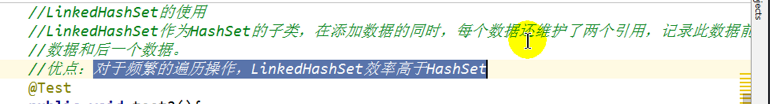 //LinkedHashSet的使用
//LinkedHashSet作为HashSet的子类，在添加数据的同时，每个数据还维护了两个引用，记录此数据前
//数据和后一个数据。
//优点：对于频繁的遍历操作，LinkedHashSet效率高于HashSet
@Test
public void test2(){
jects